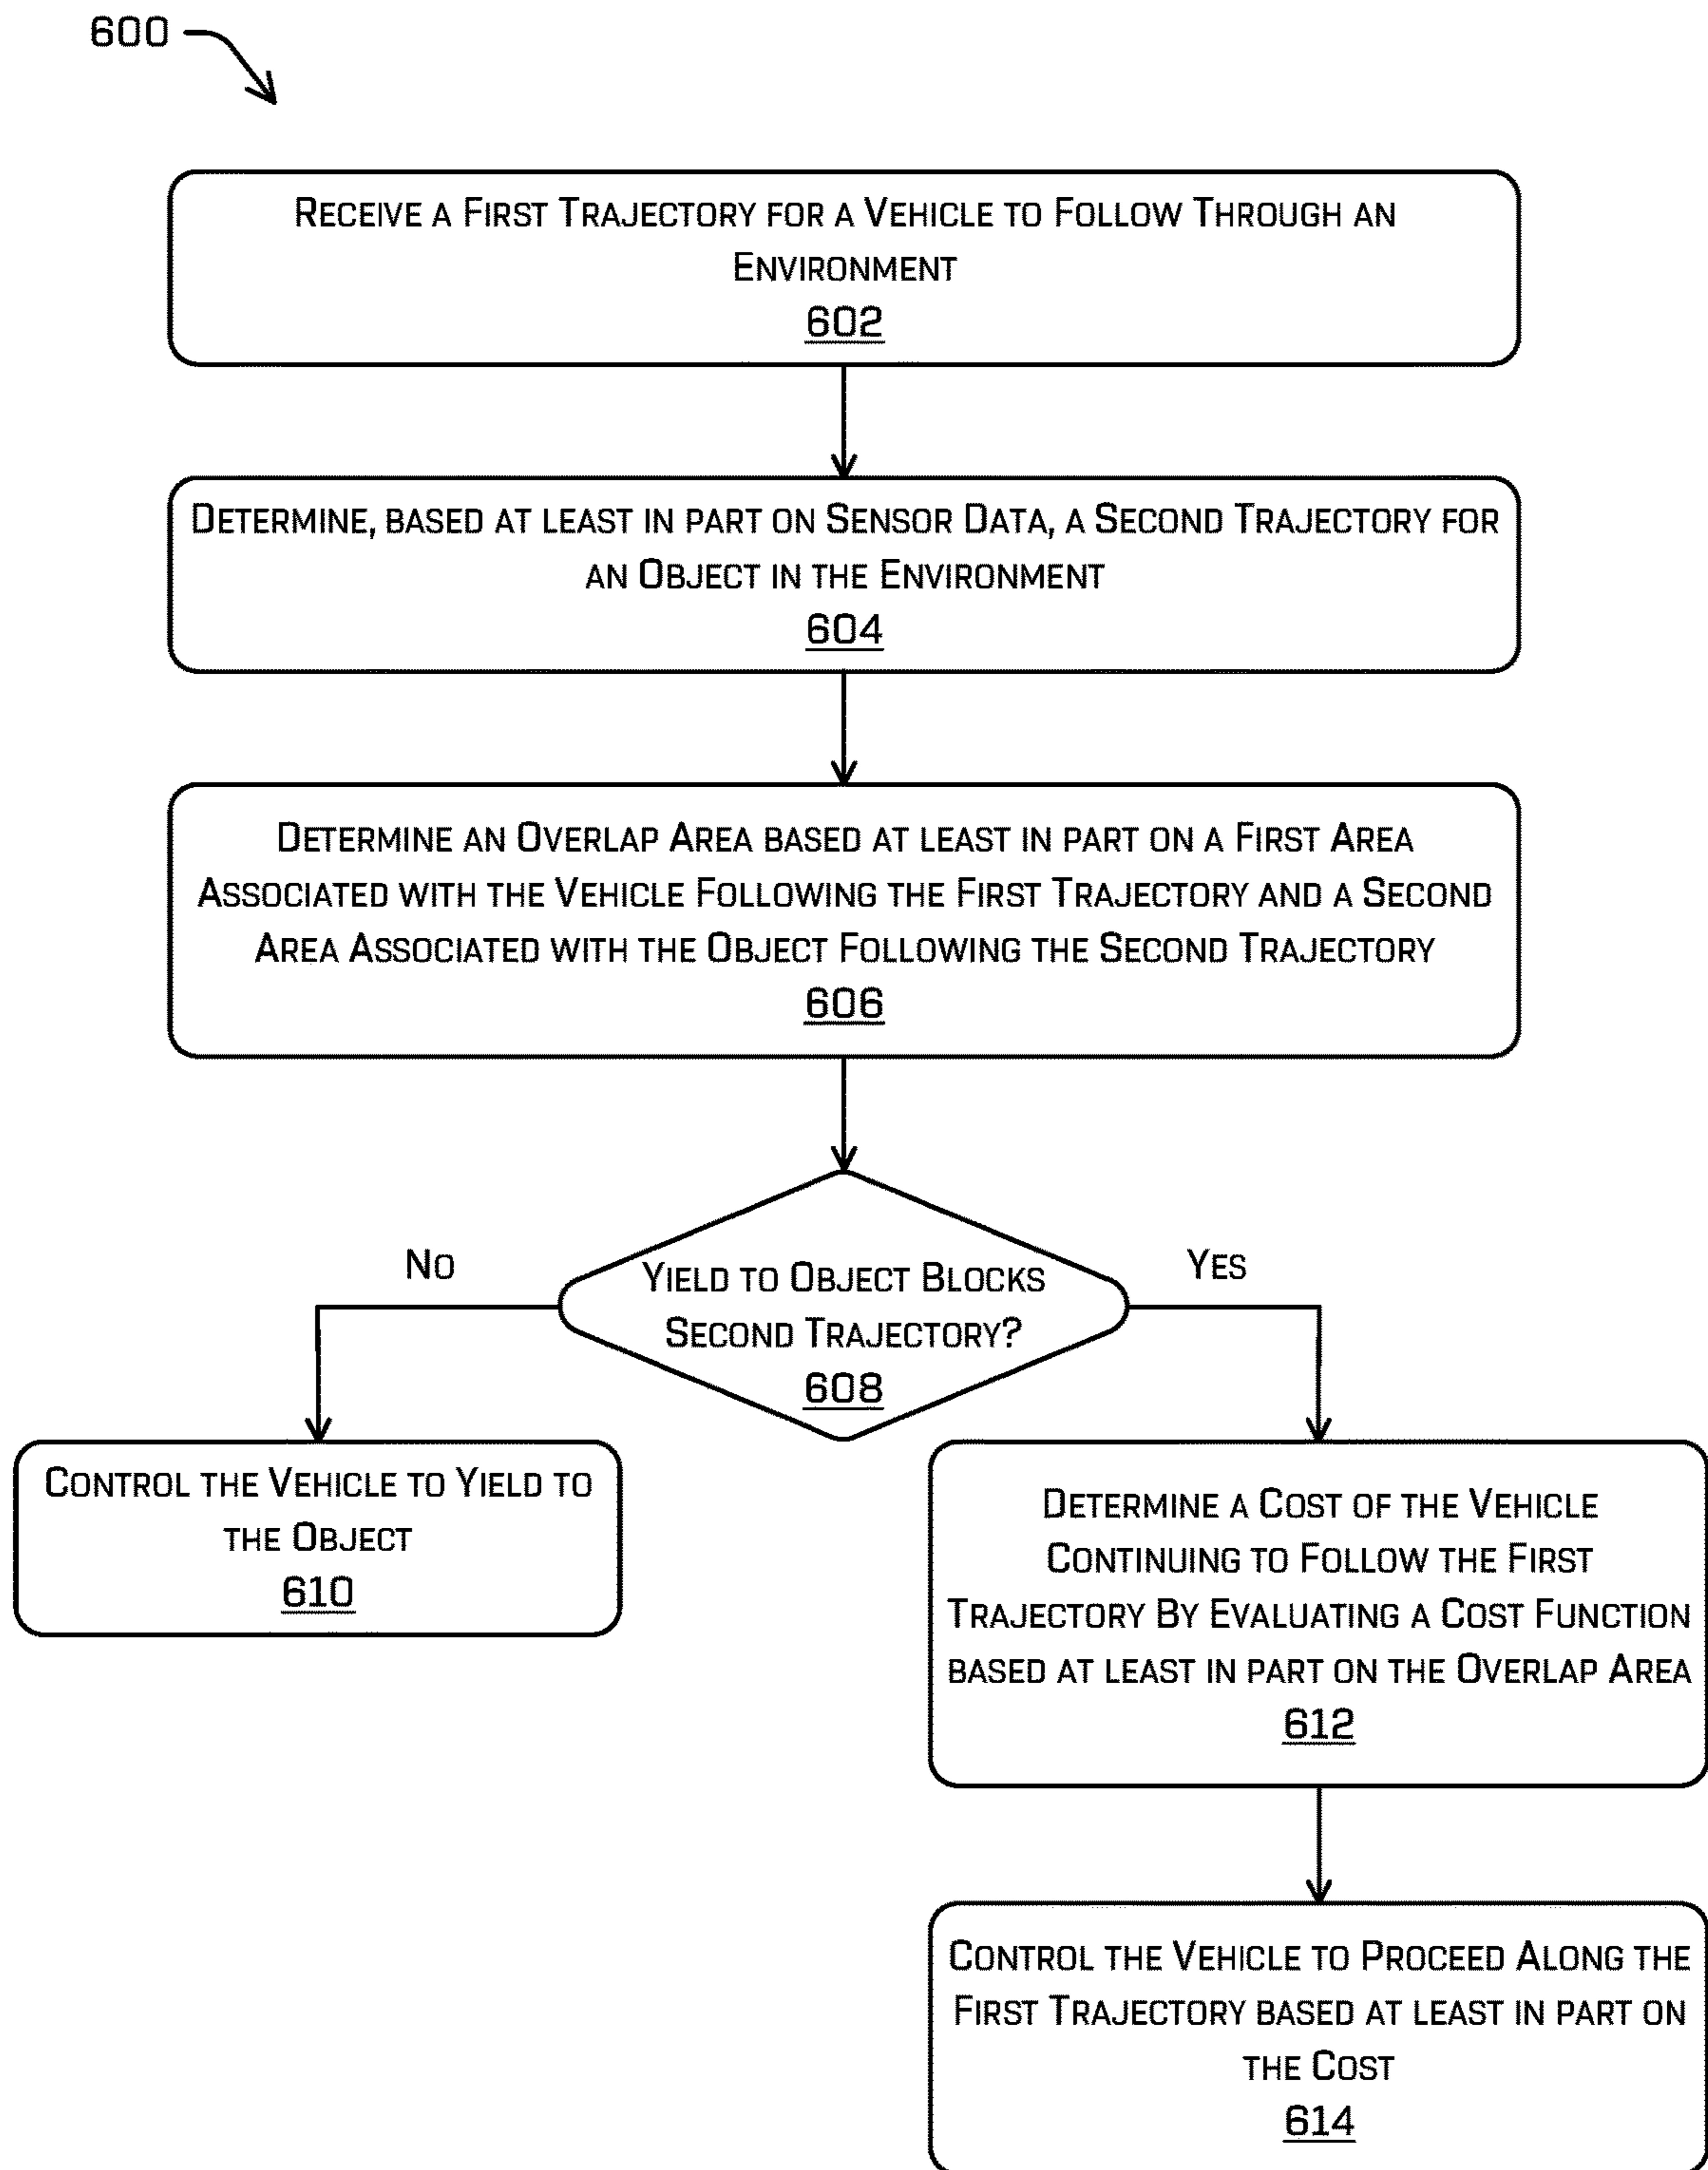 600
Receive a First Trajectory for a Vehicle to Follow Through an
Environment
602
Determine, based at least in part on Sensor Data, a Second Trajectory for
an Object in the Environment
604
Determine an Overlap Area based at least in part on a First Area
Associated with the Vehicle Following the First Trajectory and a Second
Area Associated with the Object Following the Second Trajectory
606
No
Yes
Yield to Object Blocks
Second Trajectory?
608
Control the Vehicle to Yield to
the Object
610
Determine a Cost of the Vehicle
Continuing to Follow the First
Trajectory By Evaluating a Cost Function
based at least in part on the Overlap Area
612
Control the Vehicle to Proceed Along the
First Trajectory based at least in part on
the Cost
614